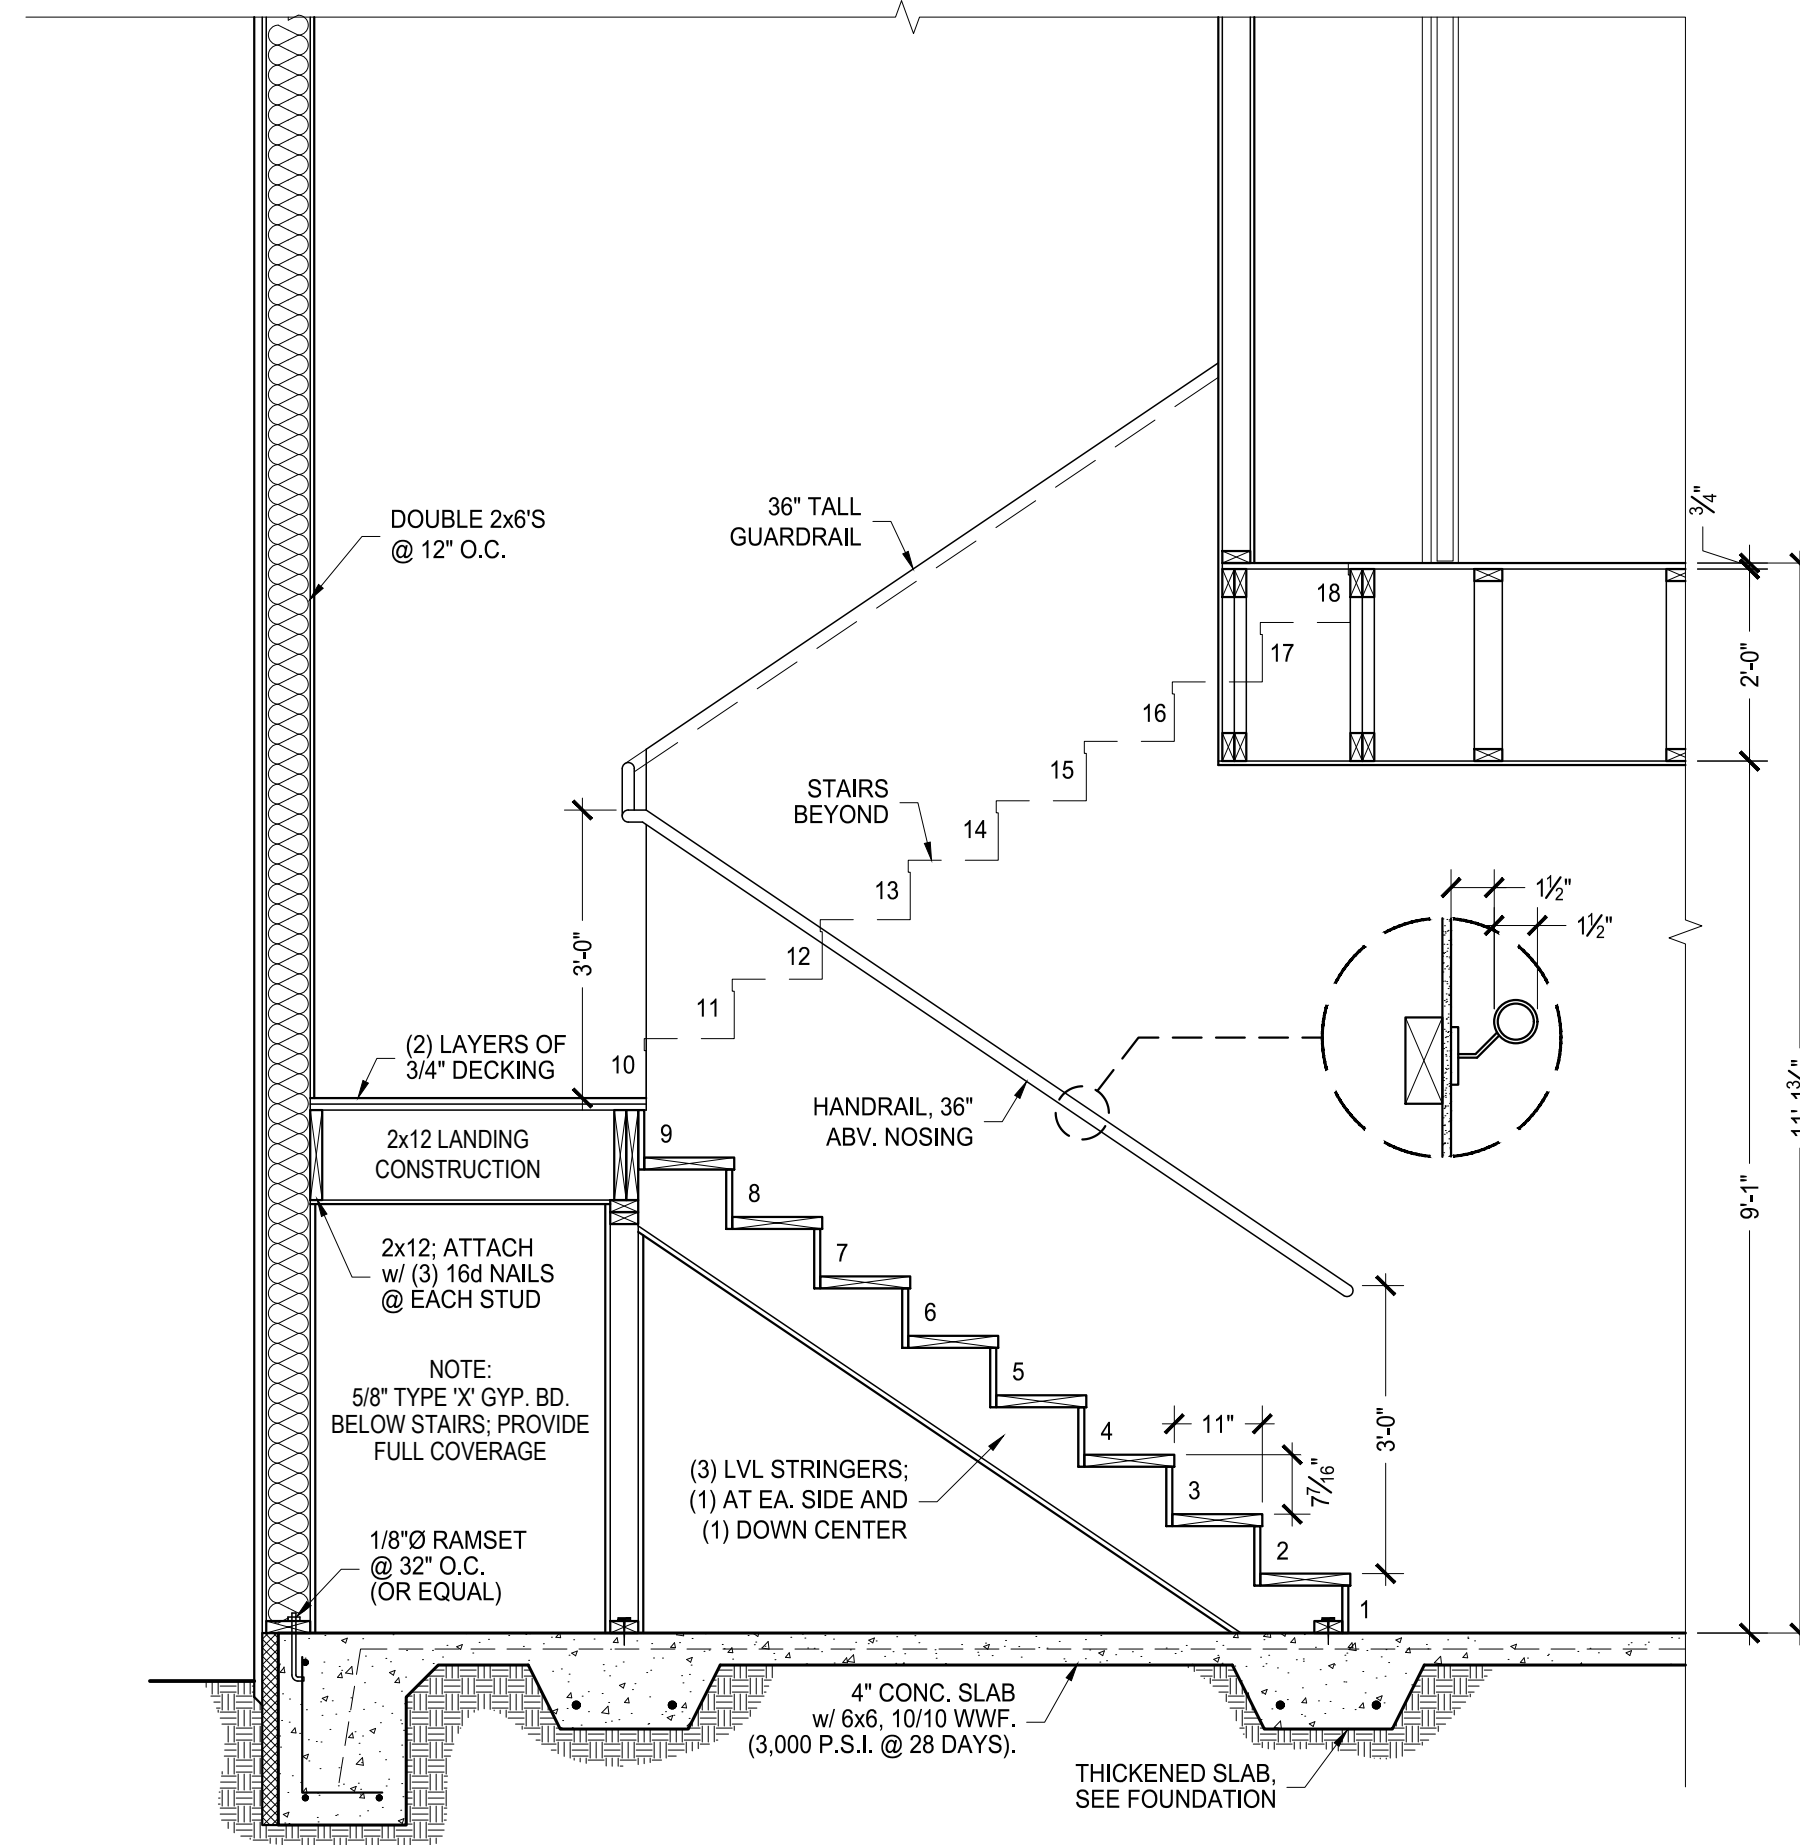 DOUBLE 2x6'S
@ 12" O.C.
36" TALL
GUARDRAIL
3/4"
18
17
16
15
14
13
12
11
10
2'-0"
STAIRS
BEYOND
1½"
1½"
3'-0"
(2) LAYERS OF
3/4" DECKING
HANDRAIL, 36"
ABV. NOSING
2x12 LANDING
CONSTRUCTION
9
8
7
6
5
4
3
2
1
9'-1"
2x12; ATTACH
w/ (3) 16d NAILS
@ EACH STUD
NOTE:
5/8" TYPE 'X' GYP. BD.
BELOW STAIRS; PROVIDE
FULL COVERAGE
11"
7 7/16"
3'-0"
(3) LVL STRINGERS;
(1) AT EA. SIDE AND
(1) DOWN CENTER
1/8"Ø RAMSET
@ 32" O.C.
(OR EQUAL)
4" CONC. SLAB
w/ 6x6, 10/10 WWF.
(3,000 P.S.I. @ 28 DAYS).
THICKENED SLAB,
SEE FOUNDATION